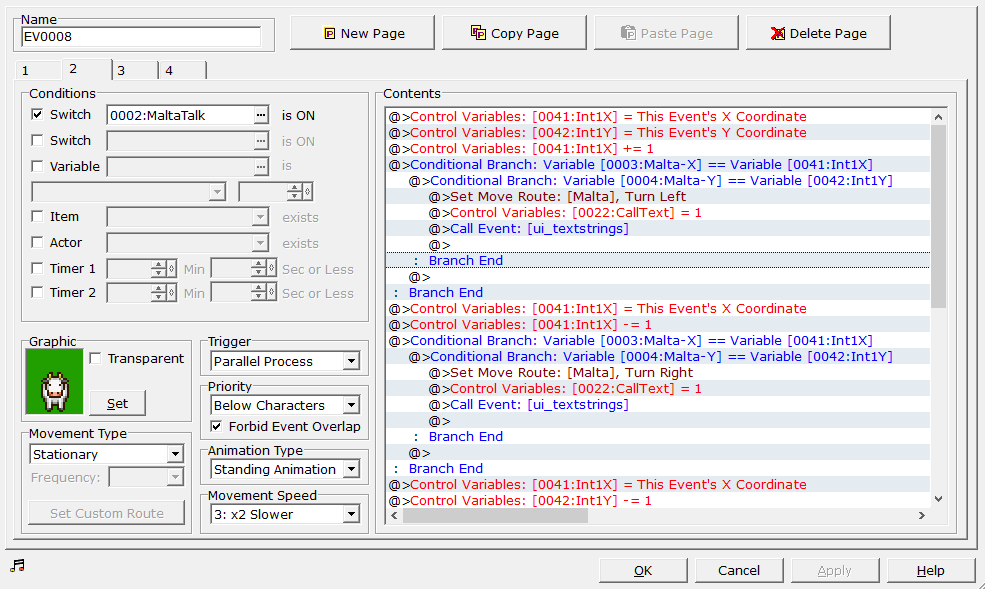 Name
EV0008
New Page
Copy Page
Paste Page
Delete Page
1 2 3 4
Conditions
Switch 0002:MaltaTalk ... is ON
Switch ... is ON
Variable ... is
Item exists
Actor exists
Timer 1 Min Sec or Less
Timer 2 Min Sec or Less
Graphic
Transparent
Set
Movement Type
Stationary
Frequency:
Set Custom Route
Trigger
Parallel Process
Priority
Below Characters
Forbid Event Overlap
Animation Type
Standing Animation
Movement Speed
3: x2 Slower
Contents
@>Control Variables: [0041:Int1X] = This Event's X Coordinate
@>Control Variables: [0042:Int1Y] = This Event's Y Coordinate
@>Control Variables: [0041:Int1X] += 1
@>Conditional Branch: Variable [0003:Malta-X] == Variable [0041:Int1X]
@>Conditional Branch: Variable [0004:Malta-Y] == Variable [0042:Int1Y]
@>Set Move Route: [Malta], Turn Left
@>Control Variables: [0022:CallText] = 1
@>Call Event: [ui_textstrings]
@>
: Branch End
@>
: Branch End
@>Control Variables: [0041:Int1X] = This Event's X Coordinate
@>Control Variables: [0041:Int1X] -= 1
@>Conditional Branch: Variable [0003:Malta-X] == Variable [0041:Int1X]
@>Conditional Branch: Variable [0004:Malta-Y] == Variable [0042:Int1Y]
@>Set Move Route: [Malta], Turn Right
@>Control Variables: [0022:CallText] = 1
@>Call Event: [ui_textstrings]
@>
: Branch End
@>
: Branch End
@>Control Variables: [0041:Int1X] = This Event's X Coordinate
@>Control Variables: [0042:Int1Y] -= 1
OK
Cancel
Apply
Help